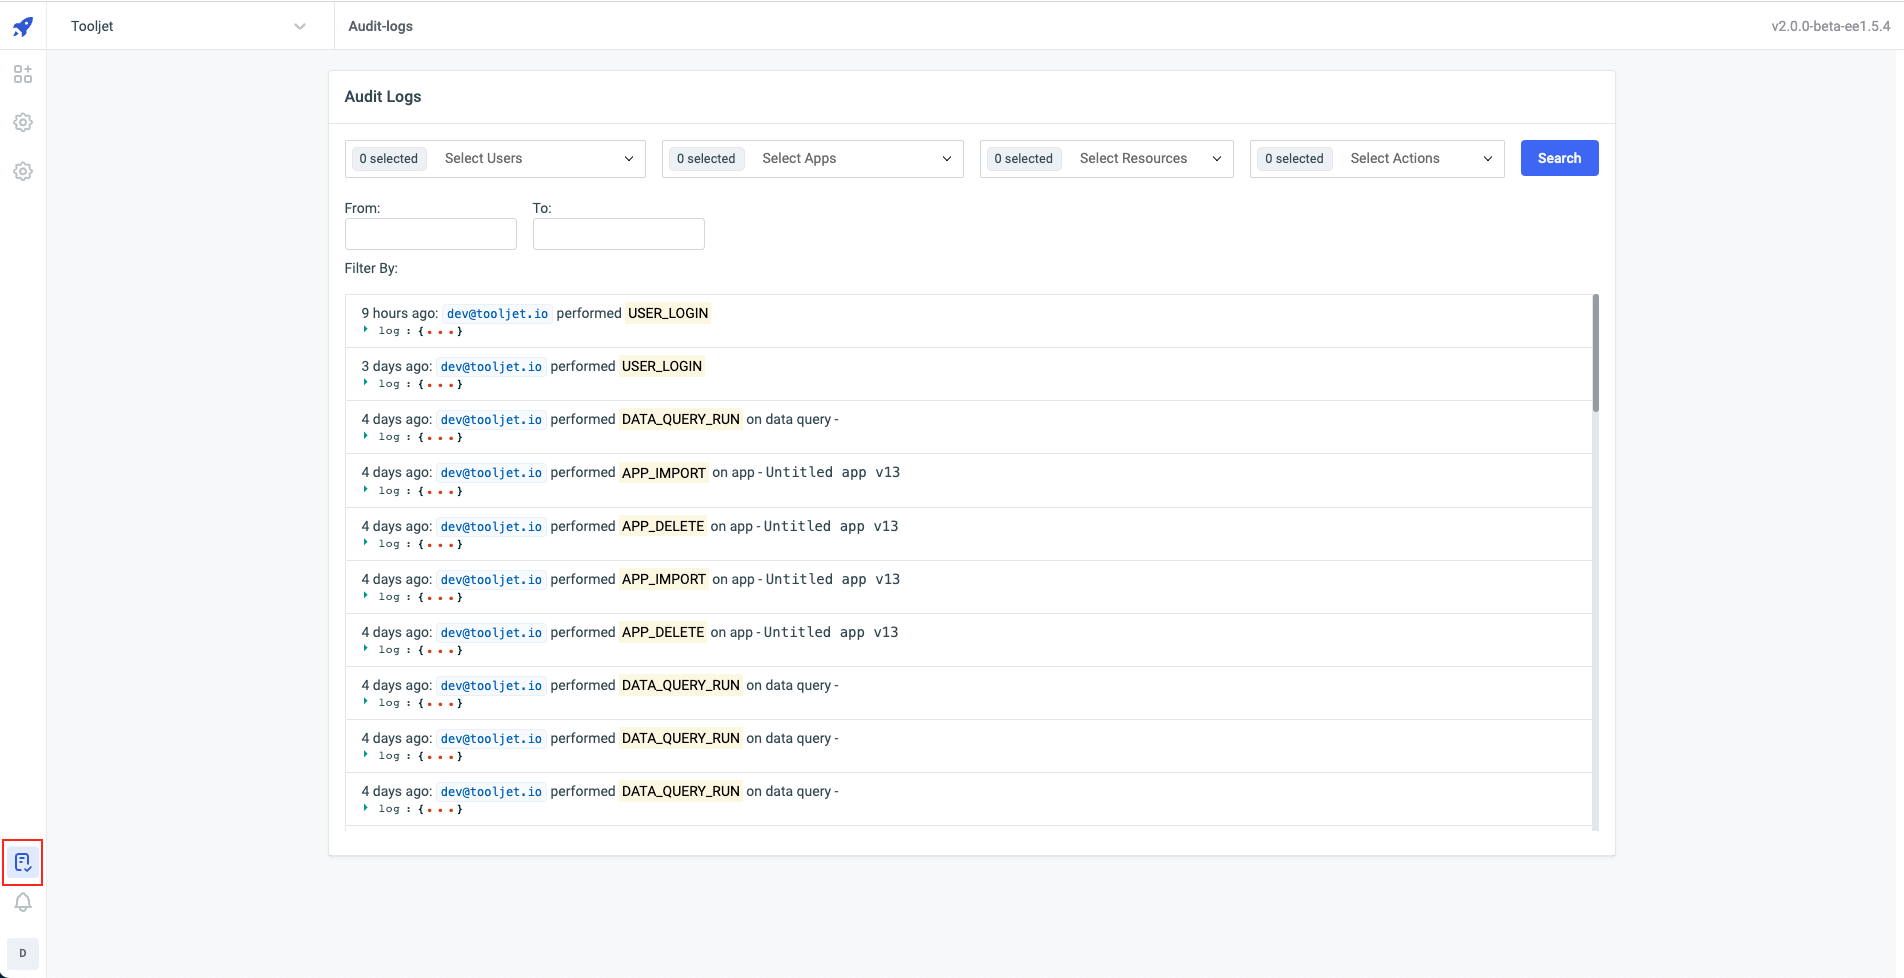 Tooljet
Audit-logs
v2.0.0-beta-ee1.5.4
Audit Logs
0 selected Select Users
0 selected Select Apps
0 selected Select Resources
0 selected Select Actions
Search
From:
To:
Filter By:
9 hours ago: dev@tooljet.io performed USER_LOGIN
log : {...}
3 days ago: dev@tooljet.io performed USER_LOGIN
log : {...}
4 days ago: dev@tooljet.io performed DATA_QUERY_RUN on data query -
log : {...}
4 days ago: dev@tooljet.io performed APP_IMPORT on app - Untitled app v13
log : {...}
4 days ago: dev@tooljet.io performed APP_DELETE on app - Untitled app v13
log : {...}
4 days ago: dev@tooljet.io performed APP_IMPORT on app - Untitled app v13
log : {...}
4 days ago: dev@tooljet.io performed APP_DELETE on app - Untitled app v13
log : {...}
4 days ago: dev@tooljet.io performed DATA_QUERY_RUN on data query -
log : {...}
4 days ago: dev@tooljet.io performed DATA_QUERY_RUN on data query -
log : {...}
4 days ago: dev@tooljet.io performed DATA_QUERY_RUN on data query -
log : {...}
D